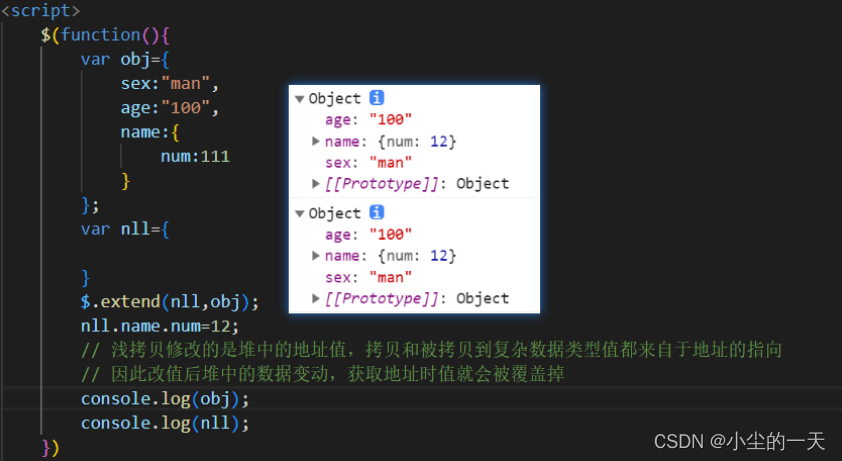 <script>
$(function(){
var obj={
sex:"man",
age:"100",
name:{
num:111
}
};
var nll={
}
$.extend(nll,obj);
nll.name.num=12;
// 浅拷贝修改的是堆中的地址值，拷贝和被拷贝到复杂数据类型值都来自于地址的指向
// 因此改值后堆中的数据变动，获取地址时值就会被覆盖掉
console.log(obj);
console.log(nll);
})
▼Object i
age: "100"
▶name: {num: 12}
sex: "man"
▶[[Prototype]]: Object
▼Object i
age: "100"
▶name: {num: 12}
sex: "man"
▶[[Prototype]]: Object
CSDN @小尘的一天